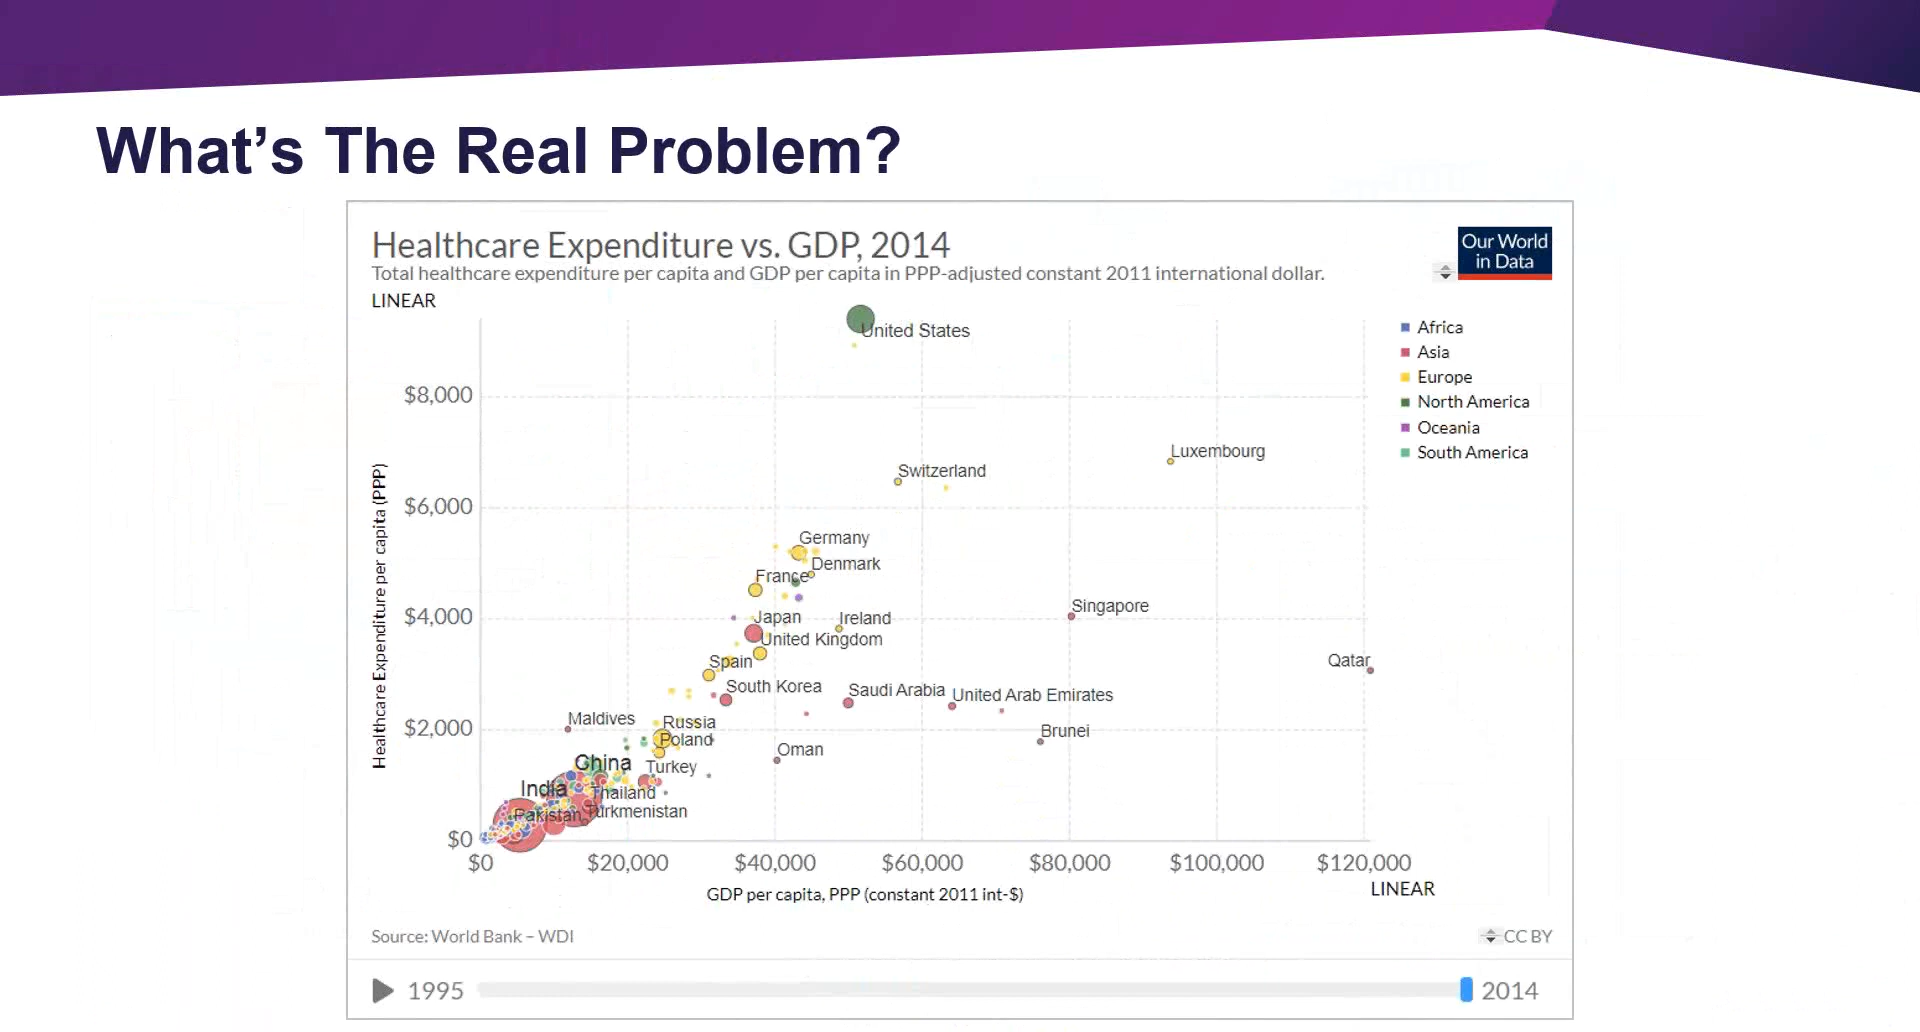 What's The Real Problem?
Healthcare Expenditure vs. GDP, 2014
Total healthcare expenditure per capita and GDP per capita in PPP-adjusted constant 2011 international dollar.
LINEAR
Our World
in Data
Africa
Asia
Europe
North America
Oceania
South America
Healthcare Expenditure per capita (PPP)
$8,000
$6,000
$4,000
$2,000
$0
United States
Luxembourg
Switzerland
Germany
Denmark
France
Singapore
Japan
Ireland
United Kingdom
Qatar
Spain
South Korea
Saudi Arabia
United Arab Emirates
Maldives
Russia
Brunei
Poland
Oman
China
Turkey
India
Thailand
Pakistan
Turkmenistan
$0
$20,000
$40,000
$60,000
$80,000
$100,000
$120,000
LINEAR
GDP per capita, PPP (constant 2011 int-$)
Source: World Bank – WDI
CC BY
1995
2014